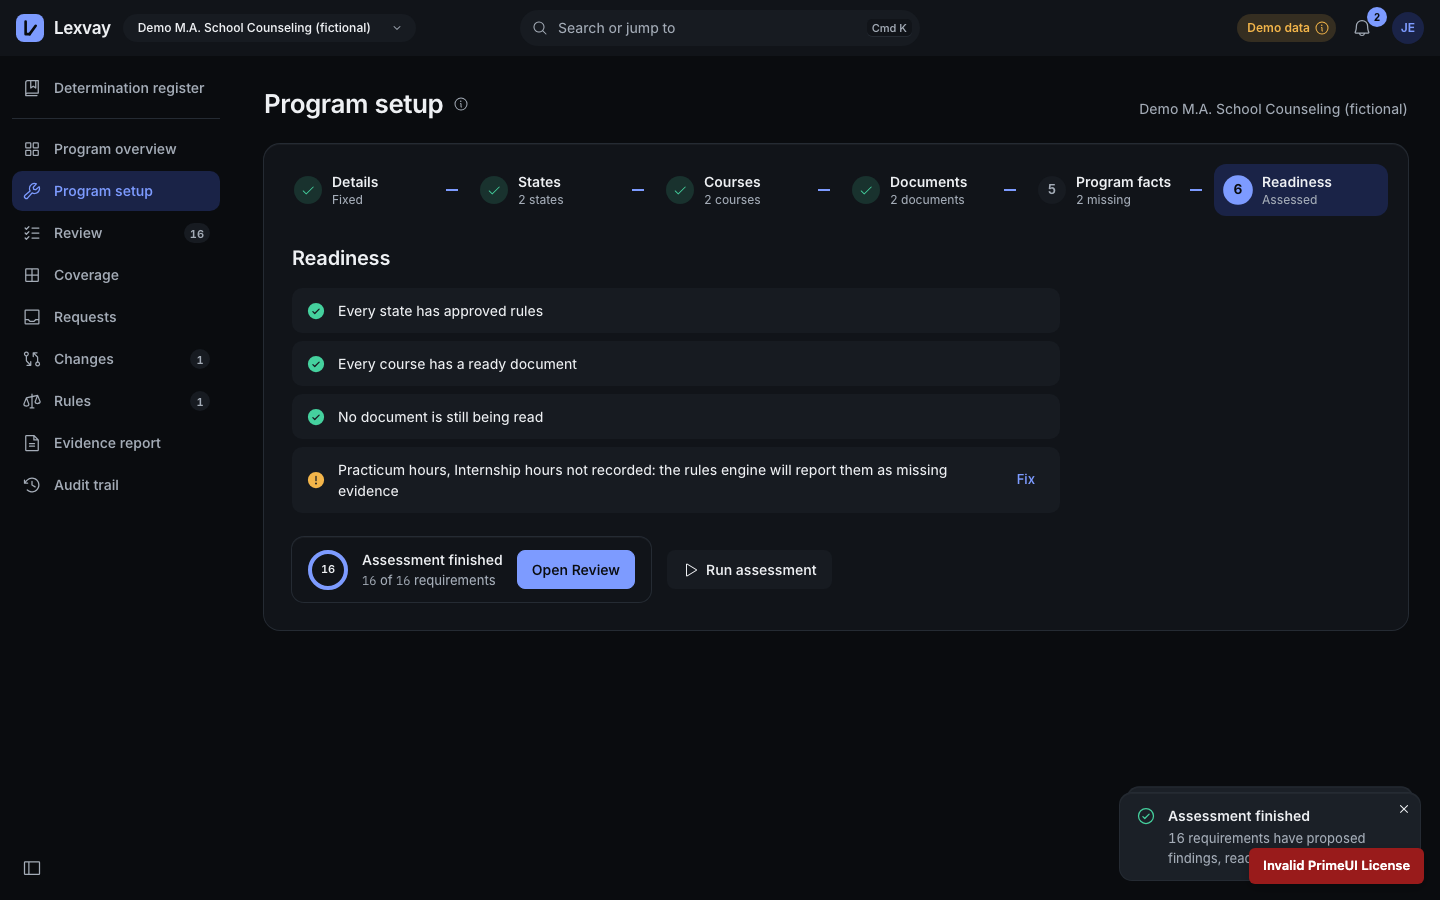 Lexvay
Demo M.A. School Counseling (fictional)
Search or jump to
Cmd K
Demo data
2
JE
Determination register
Program overview
Program setup
Review
16
Coverage
Requests
Changes
1
Rules
1
Evidence report
Audit trail
Program setup
Demo M.A. School Counseling (fictional)
Details
Fixed
States
2 states
Courses
2 courses
Documents
2 documents
5
Program facts
2 missing
6
Readiness
Assessed
Readiness
Every state has approved rules
Every course has a ready document
No document is still being read
Practicum hours, Internship hours not recorded: the rules engine will report them as missing
evidence
Fix
16
Assessment finished
16 of 16 requirements
Open Review
Run assessment
Assessment finished
16 requirements have proposed
findings,
Invalid PrimeUI License